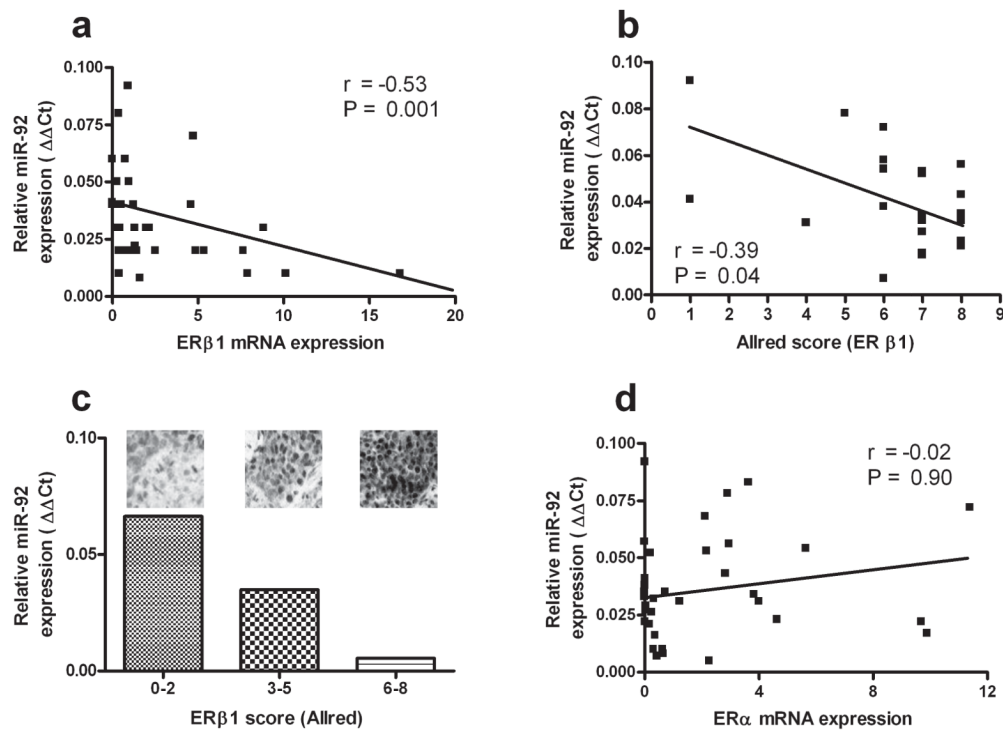 a
0.100
0.075
0.050
0.025
0.000
0
5
10
15
20
Relative miR-92
expression ( ΔΔCt)
r = -0.53
P = 0.001
ERβ1 mRNA expression
b
0.10
0.08
0.06
0.04
0.02
0.00
0
1
2
3
4
5
6
7
8
9
Relative miR-92
expression ( ΔΔCt)
r = -0.39
P = 0.04
Allred score (ER β1)
c
0.10
0.05
0.00
0-2
3-5
6-8
Relative miR-92
expression ( ΔΔCt)
ERβ1 score (Allred)
d
0.100
0.075
0.050
0.025
0.000
0
4
8
12
Relative miR-92
expression ( ΔΔCt)
r = -0.02
P = 0.90
ERα mRNA expression